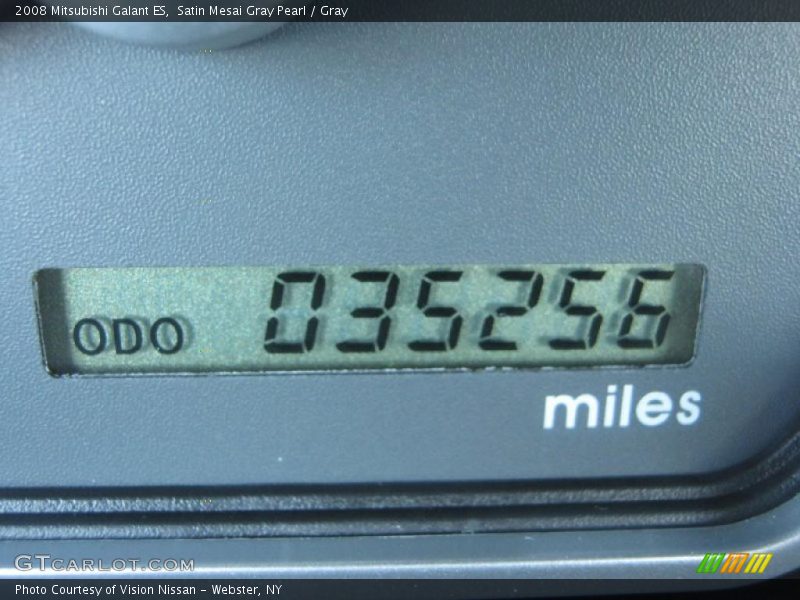 2008 Mitsubishi Galant ES, Satin Mesai Gray Pearl / Gray
ODO 035256
miles
GTCARLOT.COM
Photo Courtesy of Vision Nissan - Webster, NY